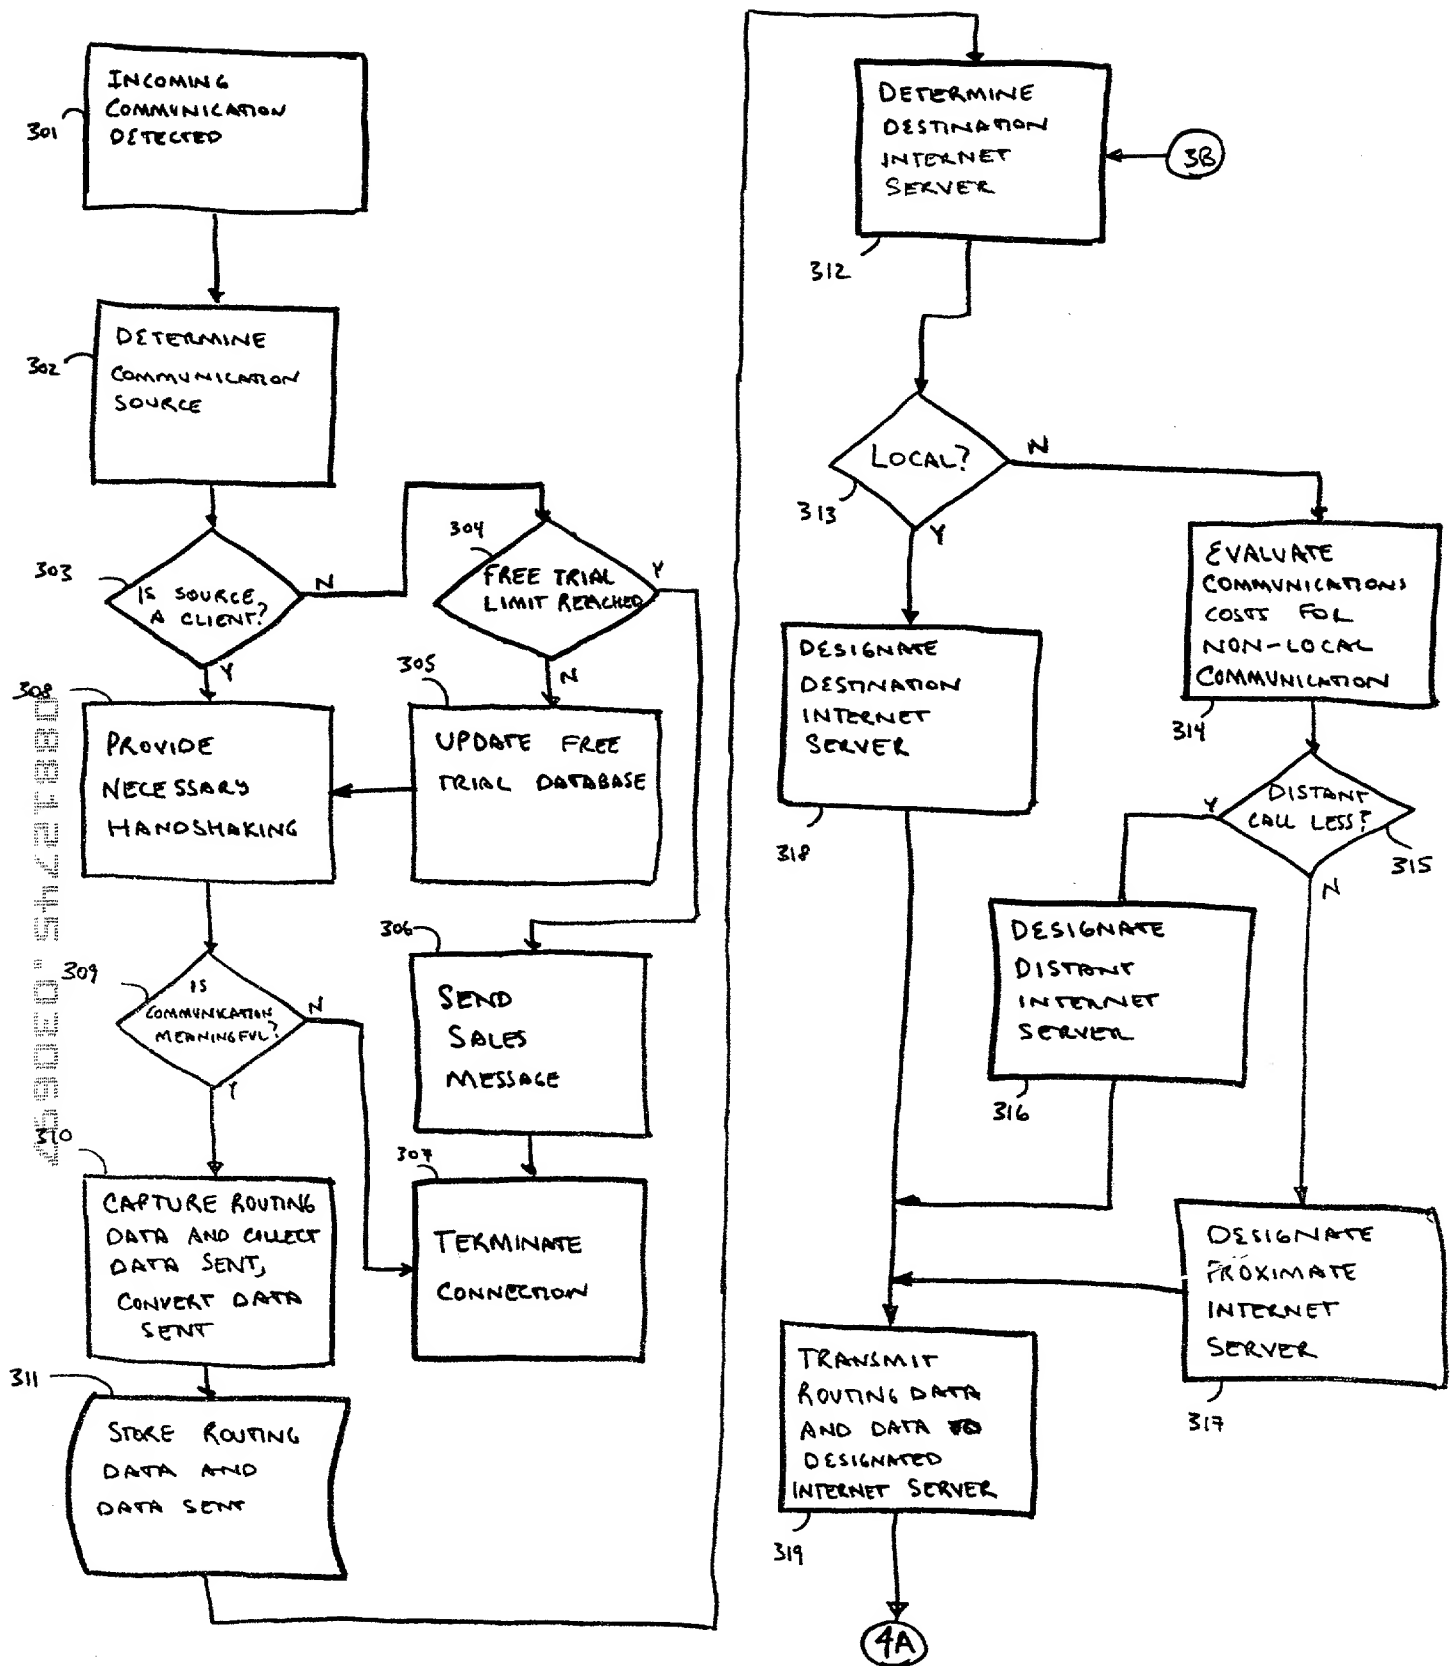 301
INCOMING
COMMUNICATION
DETECTED
302
DETERMINE
COMMUNICATION
SOURCE
303
IS SOURCE
A CLIENT?
N
Y
304
FREE TRIAL
LIMIT REACHED
Y
N
305
UPDATE FREE
TRIAL DATABASE
308
PROVIDE
NECESSARY
HANDSHAKING
306
SEND
SALES
MESSAGE
307
TERMINATE
CONNECTION
309
IS
COMMUNICATION
MEANINGFUL?
N
Y
310
CAPTURE ROUTING
DATA AND COLLECT
DATA SENT,
CONVERT DATA
SENT
311
STORE ROUTING
DATA AND
DATA SENT
DETERMINE
DESTINATION
INTERNET
SERVER
3B
312
LOCAL?
N
Y
313
EVALUATE
COMMUNICATIONS
COSTS FOR
NON-LOCAL
COMMUNICATION
314
DISTANT
CALL LESS?
Y
N
315
DESIGNATE
DESTINATION
INTERNET
SERVER
318
DESIGNATE
DISTANT
INTERNET
SERVER
316
DESIGNATE
PROXIMATE
INTERNET
SERVER
317
TRANSMIT
ROUTING DATA
AND DATA TO
DESIGNATED
INTERNET SERVER
319
4A